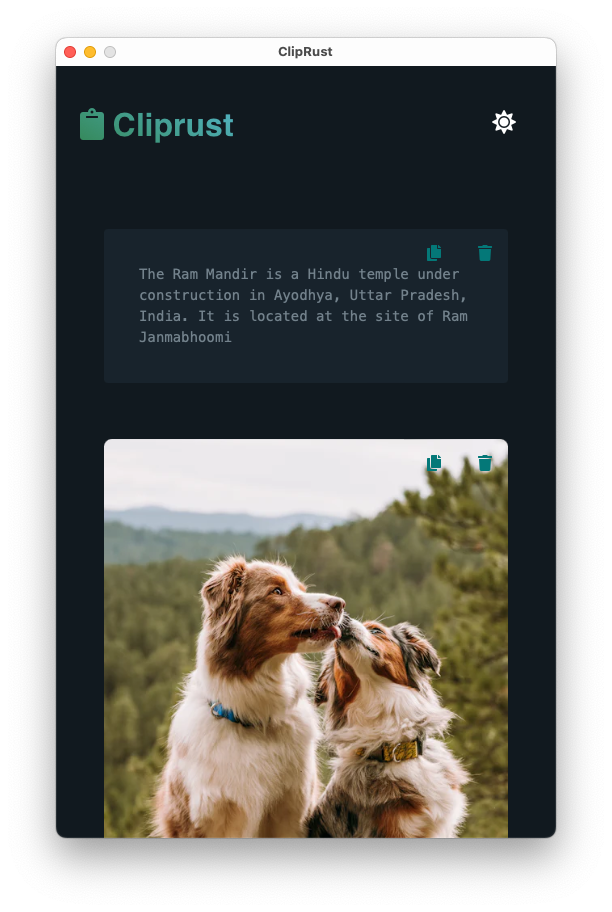 ClipRust
Cliprust
The Ram Mandir is a Hindu temple under
construction in Ayodhya, Uttar Pradesh,
India. It is located at the site of Ram
Janmabhoomi